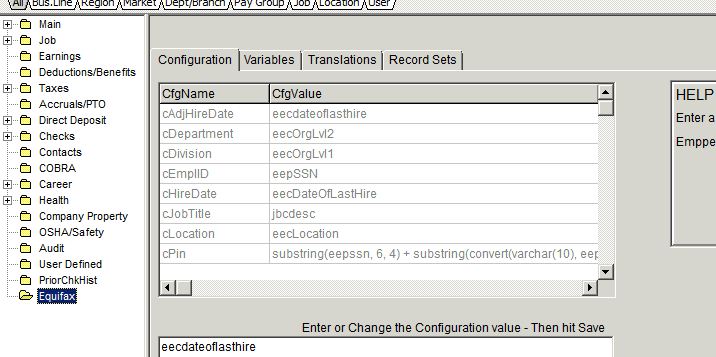 All Bus.Line Region Market Dept/Branch Pay Group Job Location User
Main
Job
Earnings
Deductions/Benefits
Taxes
Accruals/PTO
Direct Deposit
Checks
Contacts
COBRA
Career
Health
Company Property
OSHA/Safety
Audit
User Defined
PriorChkHist
Equifax
Configuration Variables Translations Record Sets
CfgName CfgValue
cAdjHireDate eecdateoflasthire
cDepartment eecOrgLvl2
cDivision eecOrgLvl1
cEmplID eepSSN
cHireDate eecDateOfLastHire
cJobTitle jbcdesc
cLocation eecLocation
cPin substring(eepssn, 6, 4) + substring(convert(varchar(10), eep
Enter or Change the Configuration value - Then hit Save
eecdateoflasthire
HELP
Enter a
Emppe